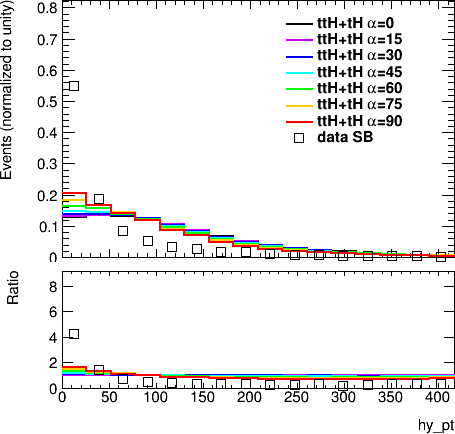 Events (normalized to unity)
0.8
0.7
0.6
0.5
0.4
0.3
0.2
0.1
0
ttH+tH α=0
ttH+tH α=15
ttH+tH α=30
ttH+tH α=45
ttH+tH α=60
ttH+tH α=75
ttH+tH α=90
data SB
Ratio
8
6
4
2
0
0 50 100 150 200 250 300 350 400
hy_pt